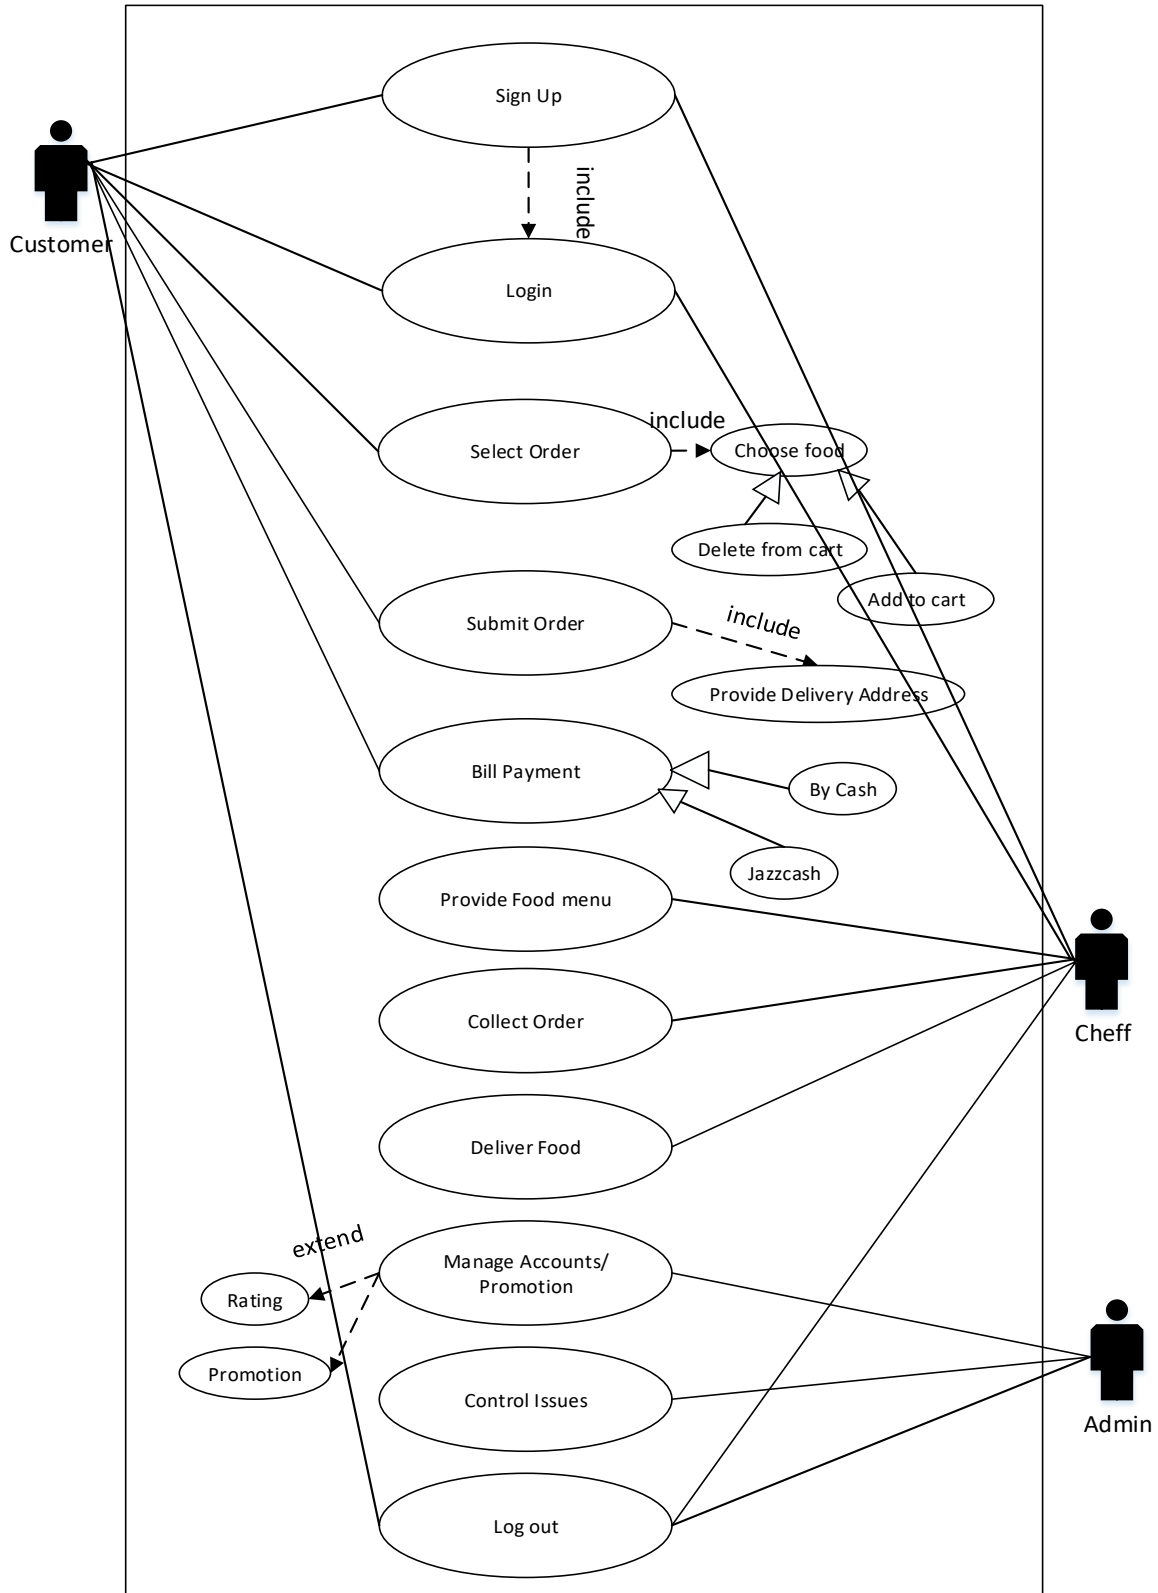 Sign Up
include
Customer
Login
include
Select Order
Choose food
Delete from cart
Add to cart
include
Submit Order
Provide Delivery Address
Bill Payment
By Cash
Jazzcash
Provide Food menu
Collect Order
Cheff
Deliver Food
extend
Manage Accounts/
Promotion
Rating
Promotion
Control Issues
Admin
Log out